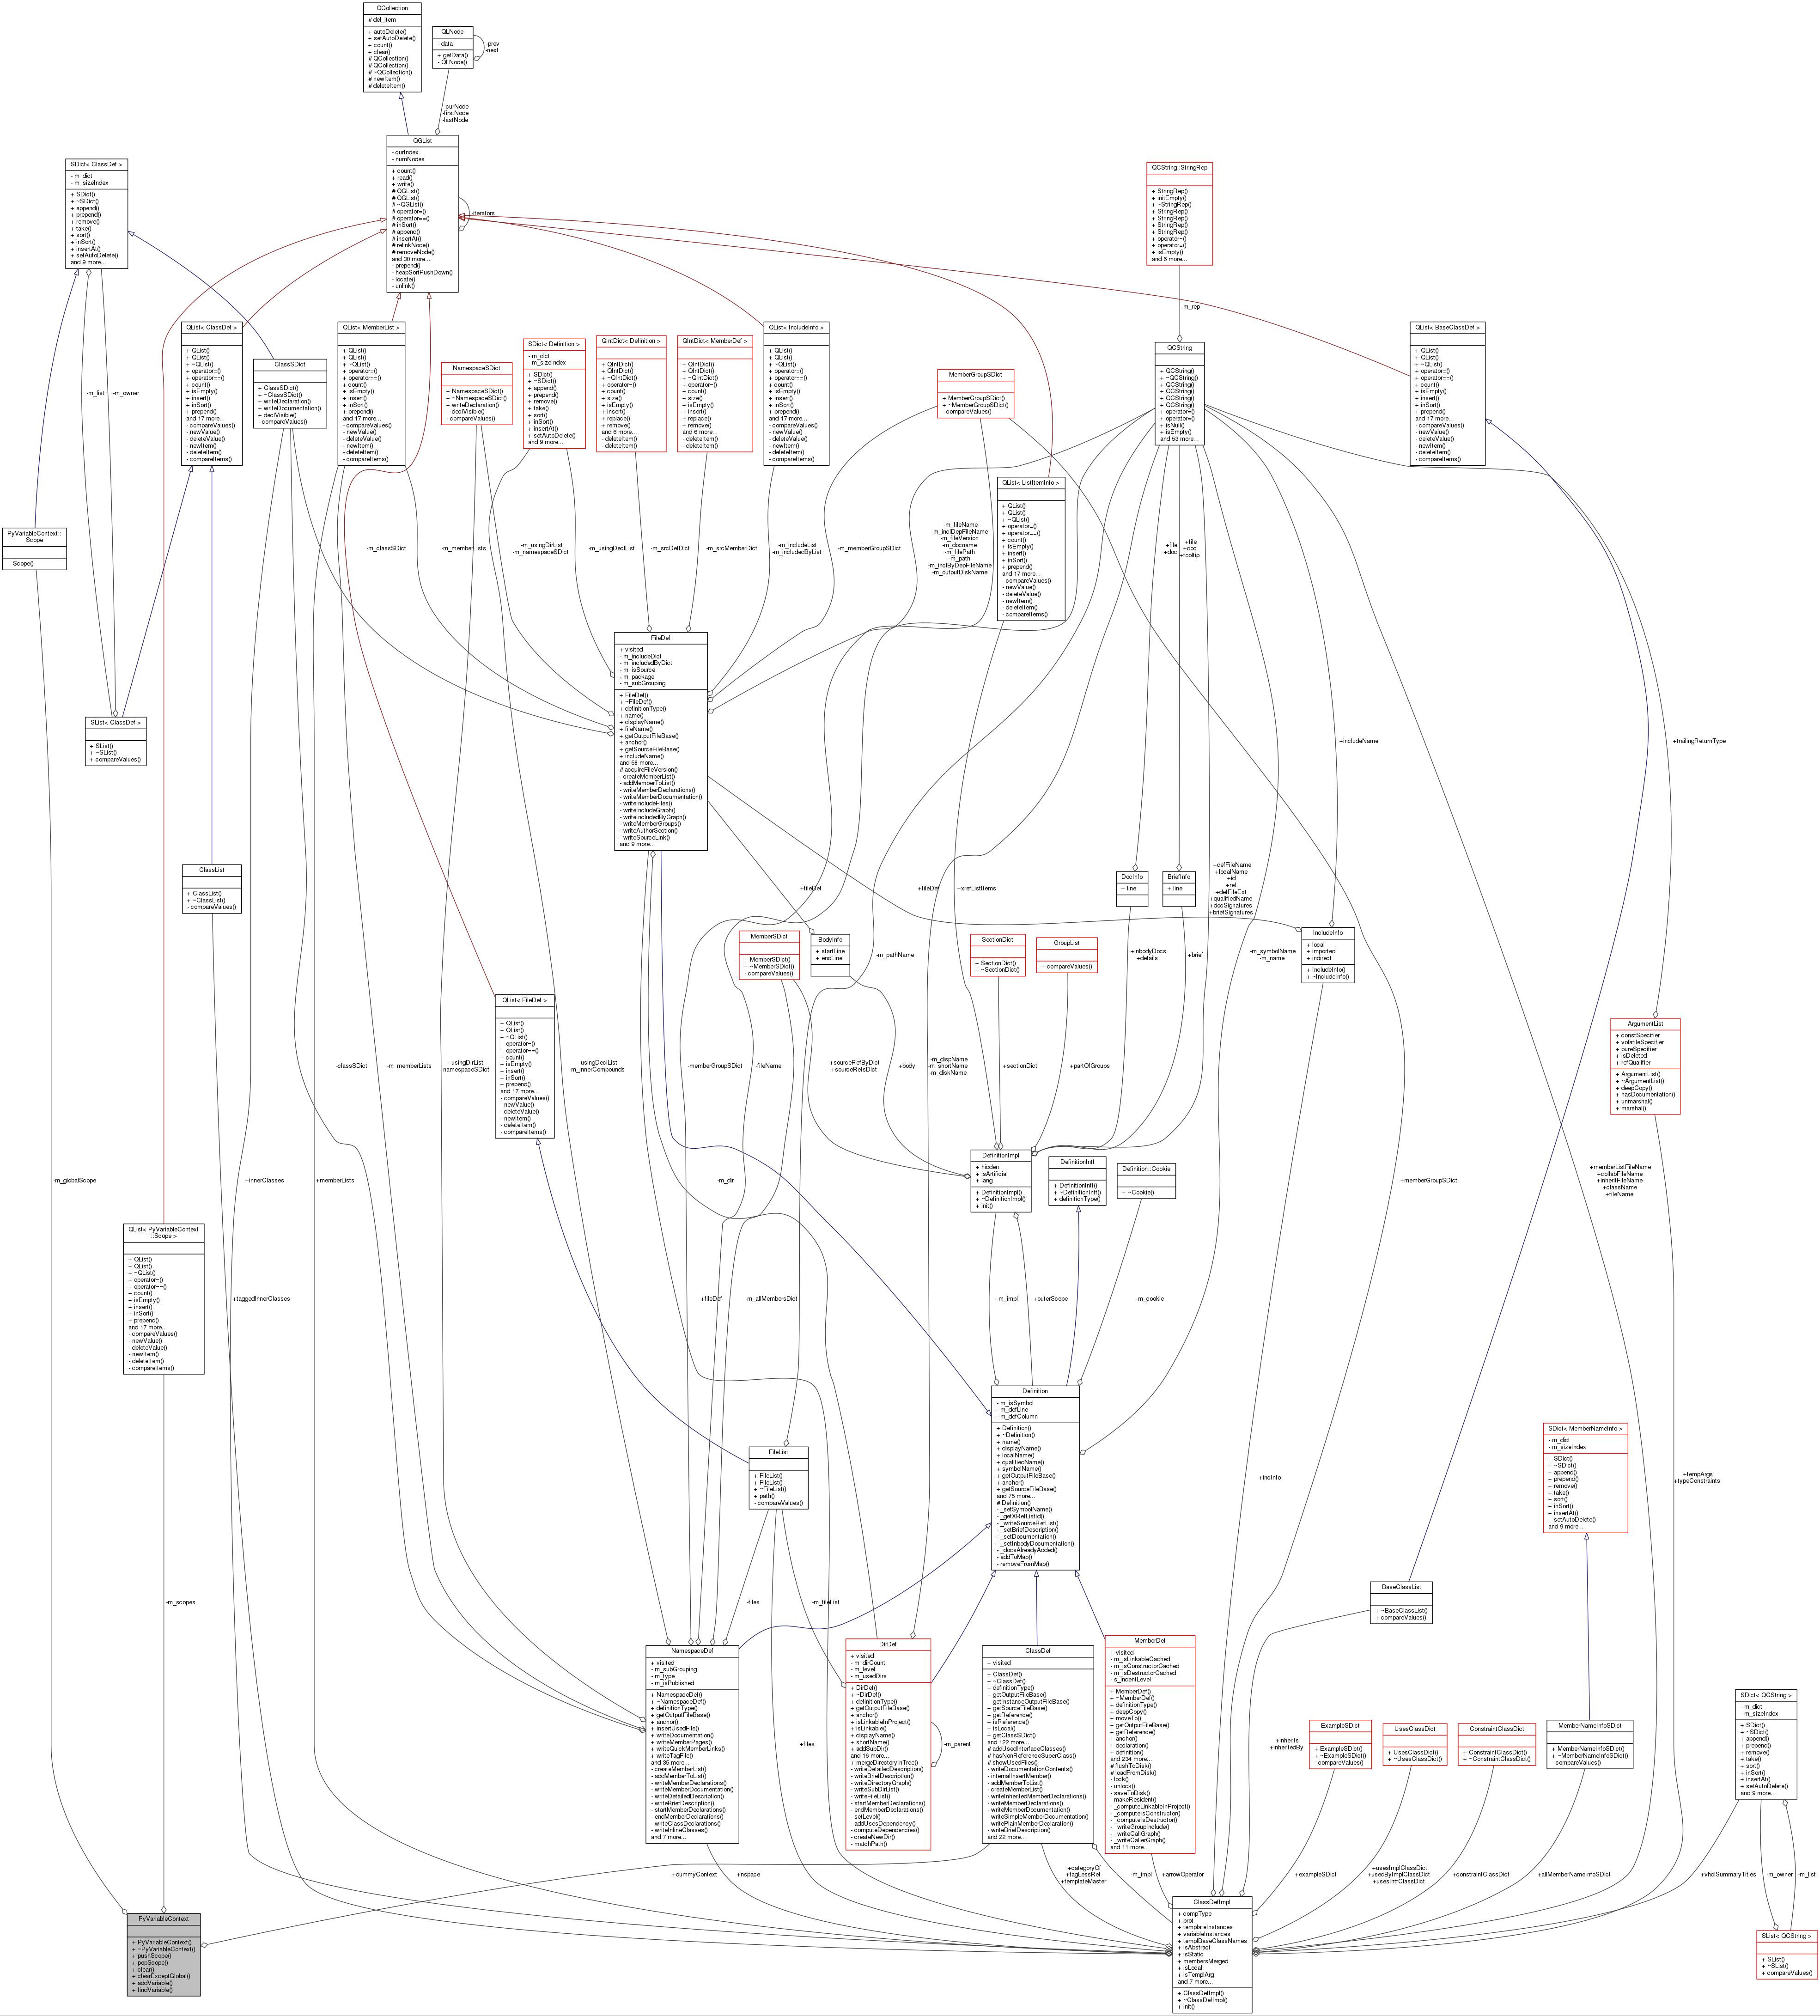 QCollection
# del_item
+ autoDelete()
+ setAutoDelete()
+ count()
+ clear()
# QCollection()
# QCollection()
# ~QCollection()
# newItem()
# deleteItem()
QLNode
- data
+ getData()
- QLNode()
-prev
-next
-curNode
-firstNode
-lastNode
QGList
- curIndex
- numNodes
+ count()
+ read()
+ write()
# QGList()
# QGList()
# ~QGList()
# operator=()
# operator==()
# inSort()
# append()
# insertAt()
# relinkNode()
# removeNode()
and 30 more...
- prepend()
- heapSortPushDown()
- locate()
- unlink()
-iterators
SDict< ClassDef >
- m_dict
- m_sizeIndex
+ SDict()
+ ~SDict()
+ append()
+ prepend()
+ remove()
+ take()
+ sort()
+ inSort()
+ insertAt()
+ setAutoDelete()
and 9 more...
QCString::StringRep
+ StringRep()
+ initEmpty()
+ ~StringRep()
+ StringRep()
+ StringRep()
+ StringRep()
+ StringRep()
+ operator=()
+ operator=()
+ isEmpty()
and 6 more...
-m_rep
QList< ClassDef >
+ QList()
+ QList()
+ ~QList()
+ operator=()
+ operator==()
+ count()
+ isEmpty()
+ insert()
+ inSort()
+ prepend()
and 17 more...
- compareValues()
- newValue()
- deleteValue()
- newItem()
- deleteItem()
- compareItems()
ClassSDict
+ ClassSDict()
+ ~ClassSDict()
+ writeDeclaration()
+ writeDocumentation()
+ declVisible()
- compareValues()
QList< MemberList >
+ QList()
+ QList()
+ ~QList()
+ operator=()
+ operator==()
+ count()
+ isEmpty()
+ insert()
+ inSort()
+ prepend()
and 17 more...
- compareValues()
- newValue()
- deleteValue()
- newItem()
- deleteItem()
- compareItems()
NamespaceSDict
+ NamespaceSDict()
+ ~NamespaceSDict()
+ writeDeclaration()
+ declVisible()
- compareValues()
SDict< Definition >
- m_dict
- m_sizeIndex
+ SDict()
+ ~SDict()
+ append()
+ prepend()
+ remove()
+ take()
+ sort()
+ inSort()
+ insertAt()
+ setAutoDelete()
and 9 more...
QIntDict< Definition >
+ QIntDict()
+ QIntDict()
+ ~QIntDict()
+ operator=()
+ count()
+ size()
+ isEmpty()
+ insert()
+ replace()
+ remove()
and 6 more...
- deleteItem()
- deleteItem()
QIntDict< MemberDef >
+ QIntDict()
+ QIntDict()
+ ~QIntDict()
+ operator=()
+ count()
+ size()
+ isEmpty()
+ insert()
+ replace()
+ remove()
and 6 more...
- deleteItem()
- deleteItem()
QList< IncludeInfo >
+ QList()
+ QList()
+ ~QList()
+ operator=()
+ operator==()
+ count()
+ isEmpty()
+ insert()
+ inSort()
+ prepend()
and 17 more...
- compareValues()
- newValue()
- deleteValue()
- newItem()
- deleteItem()
- compareItems()
MemberGroupSDict
+ MemberGroupSDict()
+ ~MemberGroupSDict()
- compareValues()
QCString
+ QCString()
+ ~QCString()
+ QCString()
+ QCString()
+ QCString()
+ QCString()
+ operator=()
+ operator=()
+ isNull()
+ isEmpty()
and 53 more...
QList< BaseClassDef >
+ QList()
+ QList()
+ ~QList()
+ operator=()
+ operator==()
+ count()
+ isEmpty()
+ insert()
+ inSort()
+ prepend()
and 17 more...
- compareValues()
- newValue()
- deleteValue()
- newItem()
- deleteItem()
- compareItems()
-m_list
-m_owner
QList< ListItemInfo >
+ QList()
+ QList()
+ ~QList()
+ operator=()
+ operator==()
+ count()
+ isEmpty()
+ insert()
+ inSort()
+ prepend()
and 17 more...
- compareValues()
- newValue()
- deleteValue()
- newItem()
- deleteItem()
- compareItems()
PyVariableContext::
Scope
+ Scope()
-m_classSDict
-m_memberLists
-m_usingDirList
-m_namespaceSDict
-m_usingDeclList
-m_srcDefDict
-m_srcMemberDict
-m_includeList
-m_includedByList
-m_memberGroupSDict
-m_fileName
-m_inclDepFileName
-m_fileVersion
-m_docname
-m_filePath
-m_path
-m_inclByDepFileName
-m_outputDiskName
+file
+doc
+file
+doc
+tooltip
FileDef
+ visited
- m_includeDict
- m_includedByDict
- m_isSource
- m_package
- m_subGrouping
+ FileDef()
+ ~FileDef()
+ definitionType()
+ name()
+ displayName()
+ fileName()
+ getOutputFileBase()
+ anchor()
+ getSourceFileBase()
+ includeName()
and 58 more...
# acquireFileVersion()
- createMemberList()
- addMemberToList()
- writeMemberDeclarations()
- writeMemberDocumentation()
- writeIncludeFiles()
- writeIncludeGraph()
- writeIncludedByGraph()
- writeMemberGroups()
- writeAuthorSection()
- writeSourceLink()
and 9 more...
SList< ClassDef >
+ SList()
+ ~SList()
+ compareValues()
+includeName
+trailingReturnType
ClassList
+ ClassList()
+ ~ClassList()
- compareValues()
+fileDef
+fileDef
+xrefListItems
DocInfo
+ line
BriefInfo
+ line
+defFileName
+localName
+id
+ref
+defFileExt
+qualifiedName
+docSignatures
+briefSignatures
MemberSDict
+ MemberSDict()
+ ~MemberSDict()
- compareValues()
BodyInfo
+ startLine
+ endLine
-m_pathName
SectionDict
+ SectionDict()
+ ~SectionDict()
GroupList
+ compareValues()
+inbodyDocs
+details
+brief
-m_symbolName
-m_name
IncludeInfo
+ local
+ imported
+ indirect
+ IncludeInfo()
+ ~IncludeInfo()
QList< FileDef >
+ QList()
+ QList()
+ ~QList()
+ operator=()
+ operator==()
+ count()
+ isEmpty()
+ insert()
+ inSort()
+ prepend()
and 17 more...
- compareValues()
- newValue()
- deleteValue()
- newItem()
- deleteItem()
- compareItems()
ArgumentList
+ constSpecifier
+ volatileSpecifier
+ pureSpecifier
+ isDeleted
+ refQualifier
+ ArgumentList()
+ ~ArgumentList()
+ deepCopy()
+ hasDocumentation()
+ unmarshal()
+ marshal()
-classSDict
-m_memberLists
-usingDirList
-namespaceSDict
-usingDeclList
-m_innerCompounds
-memberGroupSDict
-fileName
+sourceRefByDict
+sourceRefsDict
+body
-m_dispName
-m_shortName
-m_diskName
+sectionDict
+partOfGroups
DefinitionImpl
+ hidden
+ isArtificial
+ lang
+ DefinitionImpl()
+ ~DefinitionImpl()
+ init()
DefinitionIntf
+ DefinitionIntf()
+ ~DefinitionIntf()
+ definitionType()
Definition::Cookie
+ ~Cookie()
-m_globalScope
+innerClasses
+memberLists
-m_dir
+memberGroupSDict
+memberListFileName
+collabFileName
+inheritFileName
+className
+fileName
QList< PyVariableContext
::Scope >
+ QList()
+ QList()
+ ~QList()
+ operator=()
+ operator==()
+ count()
+ isEmpty()
+ insert()
+ inSort()
+ prepend()
and 17 more...
- compareValues()
- newValue()
- deleteValue()
- newItem()
- deleteItem()
- compareItems()
+taggedInnerClasses
+fileDef
-m_allMembersDict
-m_impl
+outerScope
-m_cookie
Definition
- m_isSymbol
- m_defLine
- m_defColumn
+ Definition()
+ ~Definition()
+ name()
+ displayName()
+ localName()
+ qualifiedName()
+ symbolName()
+ getOutputFileBase()
+ anchor()
+ getSourceFileBase()
and 75 more...
# Definition()
- _setSymbolName()
- _getXRefListId()
- _writeSourceRefList()
- _setBriefDescription()
- _setDocumentation()
- _setInbodyDocumentation()
- _docsAlreadyAdded()
- addToMap()
- removeFromMap()
FileList
+ FileList()
+ FileList()
+ ~FileList()
+ path()
- compareValues()
+incInfo
SDict< MemberNameInfo >
- m_dict
- m_sizeIndex
+ SDict()
+ ~SDict()
+ append()
+ prepend()
+ remove()
+ take()
+ sort()
+ inSort()
+ insertAt()
+ setAutoDelete()
and 9 more...
+tempArgs
+typeConstraints
-m_scopes
-files
-m_fileList
BaseClassList
+ ~BaseClassList()
+ compareValues()
NamespaceDef
+ visited
- m_subGrouping
- m_type
- m_isPublished
+ NamespaceDef()
+ ~NamespaceDef()
+ definitionType()
+ getOutputFileBase()
+ anchor()
+ insertUsedFile()
+ writeDocumentation()
+ writeMemberPages()
+ writeQuickMemberLinks()
+ writeTagFile()
and 35 more...
- createMemberList()
- addMemberToList()
- writeMemberDeclarations()
- writeMemberDocumentation()
- writeDetailedDescription()
- writeBriefDescription()
- startMemberDeclarations()
- endMemberDeclarations()
- writeClassDeclarations()
- writeInlineClasses()
and 7 more...
+files
DirDef
+ visited
- m_dirCount
- m_level
- m_usedDirs
+ DirDef()
+ ~DirDef()
+ definitionType()
+ getOutputFileBase()
+ anchor()
+ isLinkableInProject()
+ isLinkable()
+ displayName()
+ shortName()
+ addSubDir()
and 16 more...
+ mergeDirectoryInTree()
- writeDetailedDescription()
- writeBriefDescription()
- writeDirectoryGraph()
- writeSubDirList()
- writeFileList()
- startMemberDeclarations()
- endMemberDeclarations()
- setLevel()
- addUsesDependency()
- computeDependencies()
- createNewDir()
- matchPath()
-m_parent
ClassDef
+ visited
+ ClassDef()
+ ~ClassDef()
+ definitionType()
+ getOutputFileBase()
+ getInstanceOutputFileBase()
+ getSourceFileBase()
+ getReference()
+ isReference()
+ isLocal()
+ getClassSDict()
and 122 more...
# addUsedInterfaceClasses()
# hasNonReferenceSuperClass()
# showUsedFiles()
- writeDocumentationContents()
- internalInsertMember()
- addMemberToList()
- createMemberList()
- writeInheritedMemberDeclarations()
- writeMemberDeclarations()
- writeMemberDocumentation()
- writeSimpleMemberDocumentation()
- writePlainMemberDeclaration()
- writeBriefDescription()
and 22 more...
MemberDef
+ visited
- m_isLinkableCached
- m_isConstructorCached
- m_isDestructorCached
- s_indentLevel
+ MemberDef()
+ ~MemberDef()
+ definitionType()
+ deepCopy()
+ moveTo()
+ getOutputFileBase()
+ getReference()
+ anchor()
+ declaration()
+ definition()
and 234 more...
# flushToDisk()
# loadFromDisk()
- lock()
- unlock()
- saveToDisk()
- makeResident()
- _computeLinkableInProject()
- _computeIsConstructor()
- _computeIsDestructor()
- _writeGroupInclude()
- _writeCallGraph()
- _writeCallerGraph()
and 11 more...
+inherits
+inheritedBy
ExampleSDict
+ ExampleSDict()
+ ~ExampleSDict()
- compareValues()
UsesClassDict
+ UsesClassDict()
+ ~UsesClassDict()
ConstraintClassDict
+ ConstraintClassDict()
+ ~ConstraintClassDict()
MemberNameInfoSDict
+ MemberNameInfoSDict()
+ ~MemberNameInfoSDict()
- compareValues()
SDict< QCString >
- m_dict
- m_sizeIndex
+ SDict()
+ ~SDict()
+ append()
+ prepend()
+ remove()
+ take()
+ sort()
+ inSort()
+ insertAt()
+ setAutoDelete()
and 9 more...
+dummyContext
+nspace
+categoryOf
+tagLessRef
+templateMaster
-m_impl
+arrowOperator
+exampleSDict
+usesImplClassDict
+usedByImplClassDict
+usesIntfClassDict
+constraintClassDict
+allMemberNameInfoSDict
+vhdlSummaryTitles
-m_owner
-m_list
PyVariableContext
+ PyVariableContext()
+ ~PyVariableContext()
+ pushScope()
+ popScope()
+ clear()
+ clearExceptGlobal()
+ addVariable()
+ findVariable()
ClassDefImpl
+ compType
+ prot
+ templateInstances
+ variableInstances
+ templBaseClassNames
+ isAbstract
+ isStatic
+ membersMerged
+ isLocal
+ isTemplArg
and 7 more...
+ ClassDefImpl()
+ ~ClassDefImpl()
+ init()
SList< QCString >
+ SList()
+ ~SList()
+ compareValues()